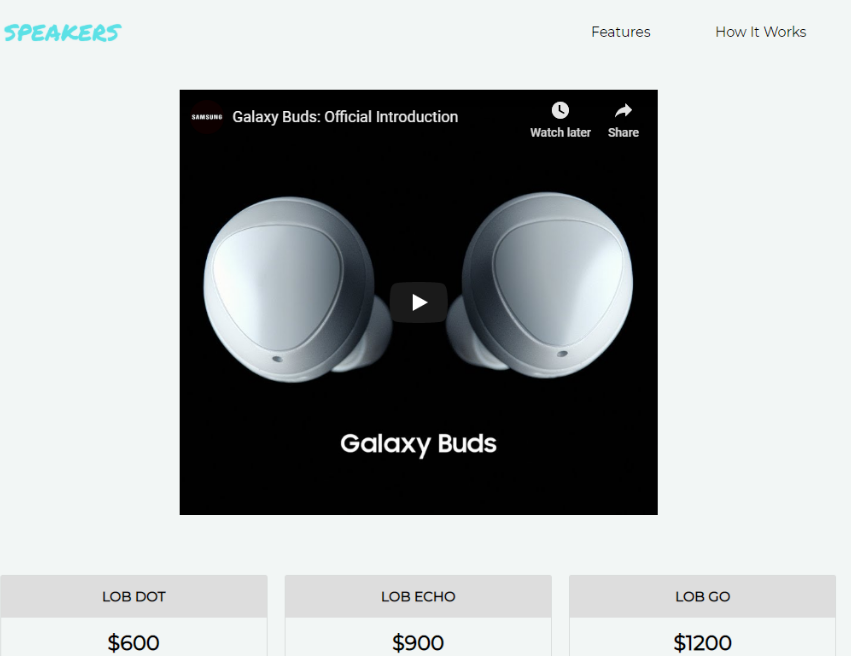 SPEAKERS
Features
How It Works
SAMSUNG
Galaxy Buds: Official Introduction
Watch later
Share
Galaxy Buds
LOB DOT
LOB ECHO
LOB GO
$600
$900
$1200